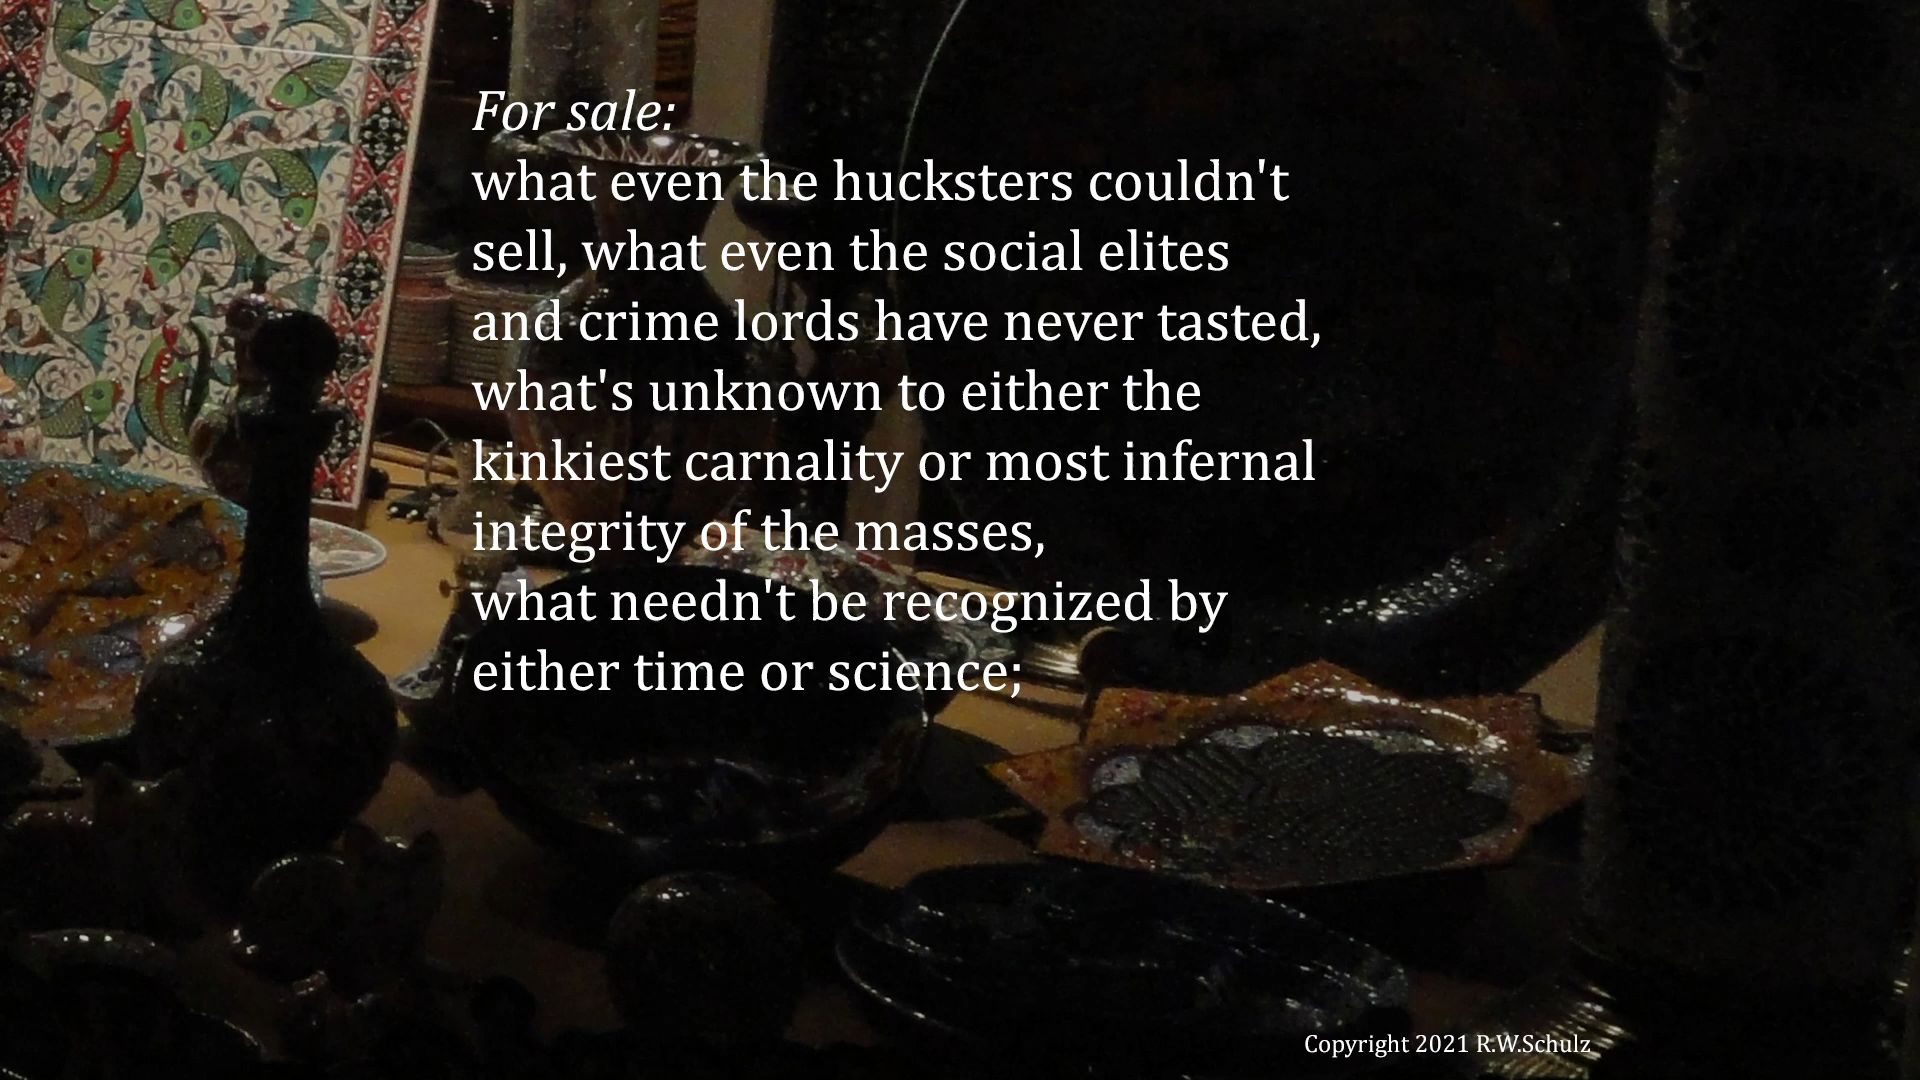 For sale:
what even the hucksters couldn't
sell, what even the social elites
and crime lords have never tasted,
what's unknown to either the
kinkiest carnality or most infernal
integrity of the masses,
what needn't be recognized by
either time or science;
Copyright 2021 R.W.Schulz